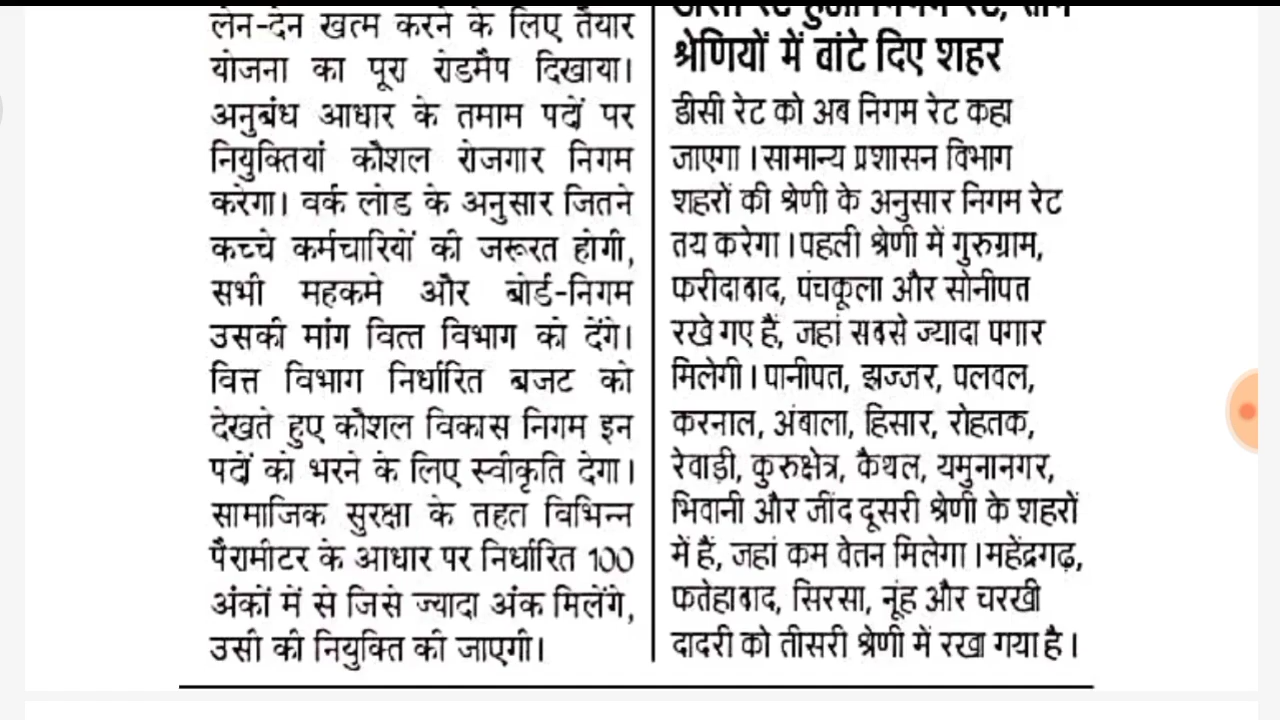 लेन-देन खत्म करने के लिए तैयार
योजना का पूरा रोडमैप दिखाया।
अनुबंध आधार के तमाम पदों पर
नियुक्तियां कौशल रोजगार निगम
करेगा। वर्क लोड के अनुसार जितने
कच्चे कर्मचारियों की जरूरत होगी,
सभी महकमे और बोर्ड-निगम
उसकी मांग वित्त विभाग को देंगे।
वित्त विभाग निर्धारित बजट को
देखते हुए कौशल विकास निगम इन
पदों को भरने के लिए स्वीकृति देगा।
सामाजिक सुरक्षा के तहत विभिन्न
पैरामीटर के आधार पर निर्धारित 100
अंकों में से जिसे ज्यादा अंक मिलेंगे,
उसी की नियुक्ति की जाएगी।
डीसी रेट हुआ निगम रेट, तीन
श्रेणियों में बांटे दिए शहर
डीसी रेट को अब निगम रेट कहा
जाएगा। सामान्य प्रशासन विभाग
शहरों की श्रेणी के अनुसार निगम रेट
तय करेगा। पहली श्रेणी में गुरुग्राम,
फरीदाबाद, पंचकूला और सोनीपत
रखे गए हैं, जहां सबसे ज्यादा पगार
मिलेगी। पानीपत, झज्जर, पलवल,
करनाल, अंबाला, हिसार, रोहतक,
रेवाड़ी, कुरुक्षेत्र, कैथल, यमुनानगर,
भिवानी और जींद दूसरी श्रेणी के शहरों
में हैं, जहां कम वेतन मिलेगा। महेंद्रगढ़,
फतेहाबाद, सिरसा, नूंह और चरखी
दादरी को तीसरी श्रेणी में रखा गया है।